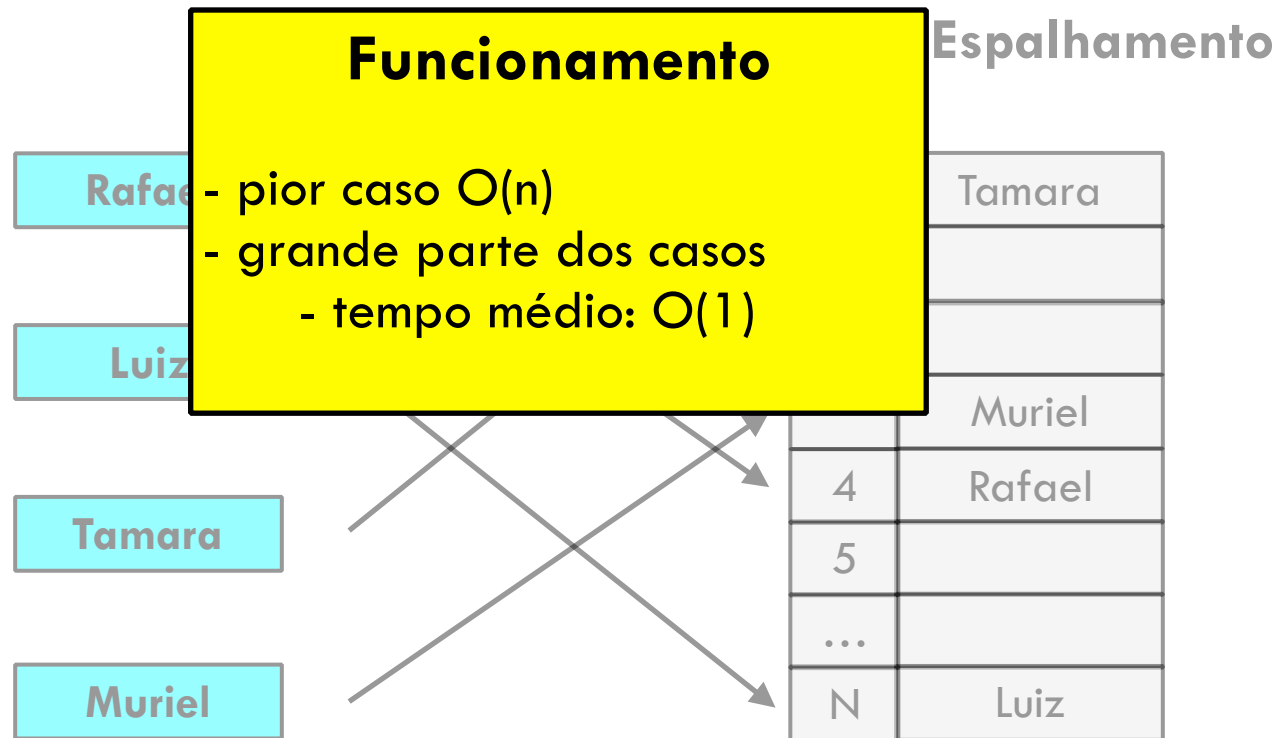 Funcionamento
Espalhamento
- pior caso O(n)
- grande parte dos casos
- tempo médio: O(1)
Tamara
Luiz
Muriel
4 Rafael
Tamara
5
...
Muriel
N Luiz